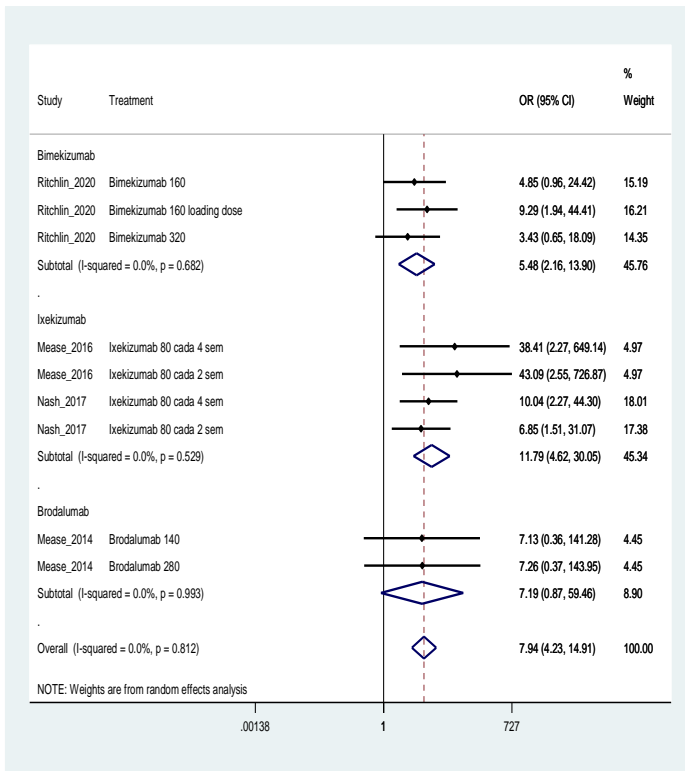 %
Study Treatment OR (95% CI) Weight
Bimekizumab
Ritchlin_2020 Bimekizumab 160 4.85 (0.96, 24.42) 15.19
Ritchlin_2020 Bimekizumab 160 loading dose 9.29 (1.94, 44.41) 16.21
Ritchlin_2020 Bimekizumab 320 3.43 (0.65, 18.09) 14.35
Subtotal (I-squared = 0.0%, p = 0.682) 5.48 (2.16, 13.90) 45.76
.
Ixekizumab
Mease_2016 Ixekizumab 80 cada 4 sem 38.41 (2.27, 649.14) 4.97
Mease_2016 Ixekizumab 80 cada 2 sem 43.09 (2.55, 726.87) 4.97
Nash_2017 Ixekizumab 80 cada 4 sem 10.04 (2.27, 44.30) 18.01
Nash_2017 Ixekizumab 80 cada 2 sem 6.85 (1.51, 31.07) 17.38
Subtotal (I-squared = 0.0%, p = 0.529) 11.79 (4.62, 30.05) 45.34
.
Brodalumab
Mease_2014 Brodalumab 140 7.13 (0.36, 141.28) 4.45
Mease_2014 Brodalumab 280 7.26 (0.37, 143.95) 4.45
Subtotal (I-squared = 0.0%, p = 0.993) 7.19 (0.87, 59.46) 8.90
.
Overall (I-squared = 0.0%, p = 0.812) 7.94 (4.23, 14.91) 100.00
NOTE: Weights are from random effects analysis
.00138 1 727